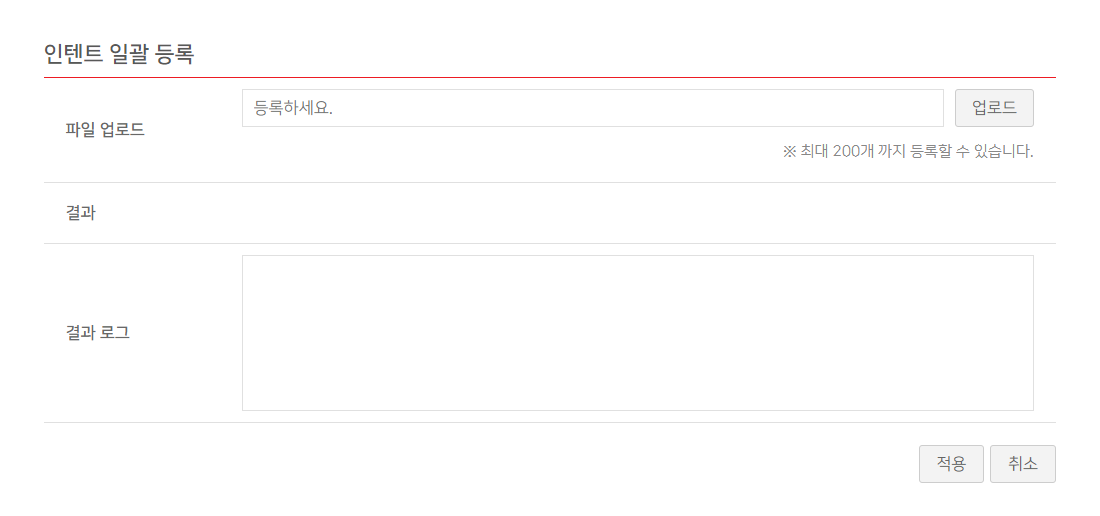 인텐트 일괄 등록
파일 업로드
등록하세요.
업로드
※ 최대 200개 까지 등록할 수 있습니다.
결과
결과 로그
적용
취소